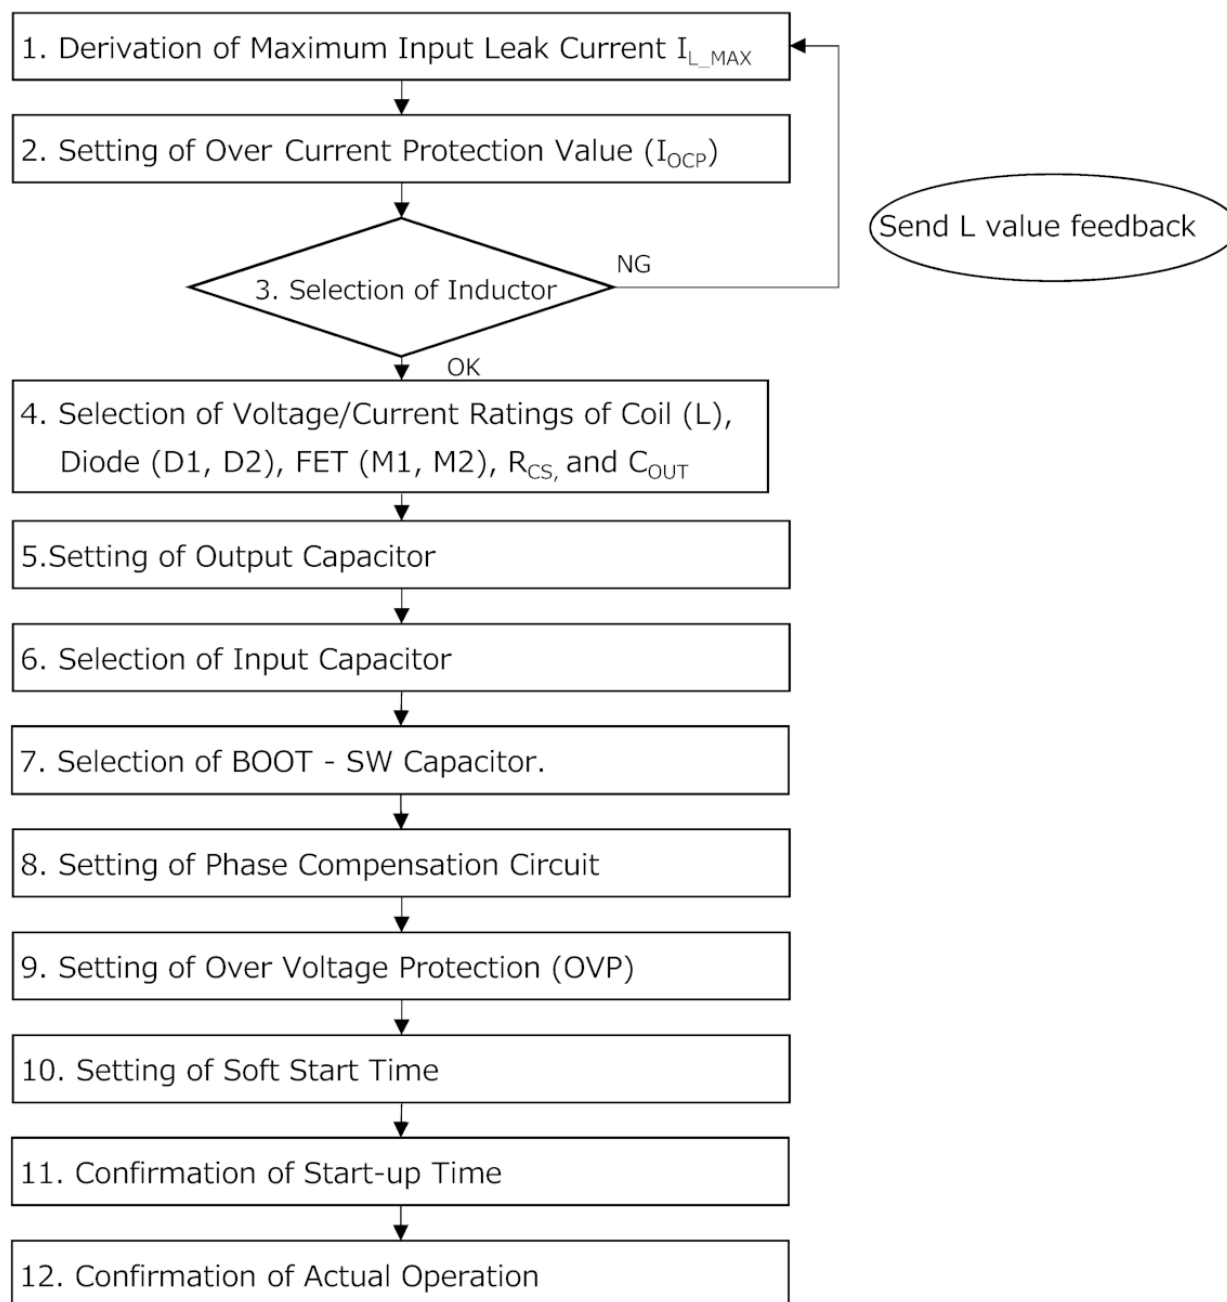 1. Derivation of Maximum Input Leak Current I_L_MAX
2. Setting of Over Current Protection Value (I_OCP)
Send L value feedback
NG
3. Selection of Inductor
OK
4. Selection of Voltage/Current Ratings of Coil (L),
Diode (D1, D2), FET (M1, M2), R_CS, and C_OUT
5.Setting of Output Capacitor
6. Selection of Input Capacitor
7. Selection of BOOT - SW Capacitor.
8. Setting of Phase Compensation Circuit
9. Setting of Over Voltage Protection (OVP)
10. Setting of Soft Start Time
11. Confirmation of Start-up Time
12. Confirmation of Actual Operation